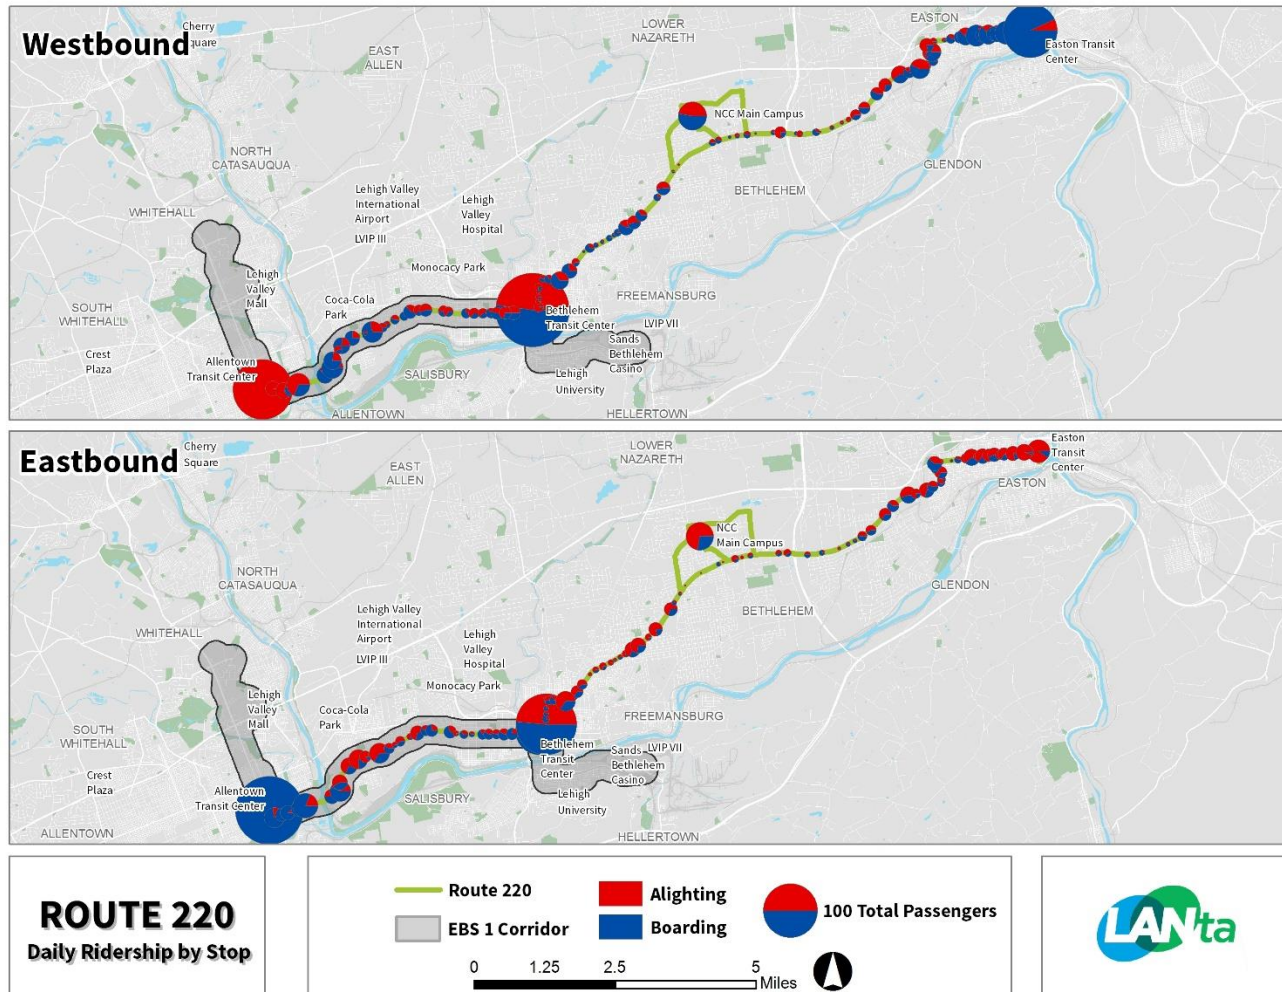 Westbound
Cherry
Square
EAST
ALLEN
LOWER
NAZARETH
EASTON
Easton Transit
Center
NCC Main Campus
NORTH
CATASAUQUA
GLENDON
Lehigh Valley
International
Airport
LVIP III
Lehigh
Valley
Hospital
BETHLEHEM
WHITEHALL
Monocacy Park
Lehigh
Valley
Mall
Coca-Cola
Park
FREEMANSBURG
SOUTH
WHITEHALL
Bethlehem
Transit Center
LVIP VII
Sands
Bethlehem
Casino
Crest
Plaza
Allentown
Transit Center
SALISBURY
Lehigh
University
ALLENTOWN
HELLERTOWN
Eastbound
Cherry
Square
EAST
ALLEN
LOWER
NAZARETH
Easton
Transit
Center
EASTON
NCC
Main Campus
NORTH
CATASAUQUA
GLENDON
Lehigh Valley
International
Airport
LVIP III
Lehigh
Valley
Hospital
BETHLEHEM
WHITEHALL
Monocacy Park
Lehigh
Valley
Mall
Coca-Cola
Park
FREEMANSBURG
SOUTH
WHITEHALL
Bethlehem
Transit
Center
Sands
Bethlehem
Casino
LVIP VII
Crest
Plaza
Allentown
Transit Center
SALISBURY
Lehigh
University
ALLENTOWN
HELLERTOWN
ROUTE 220
Daily Ridership by Stop
Route 220
EBS 1 Corridor
Alighting
Boarding
100 Total Passengers
0 1.25 2.5 5
Miles
LANta